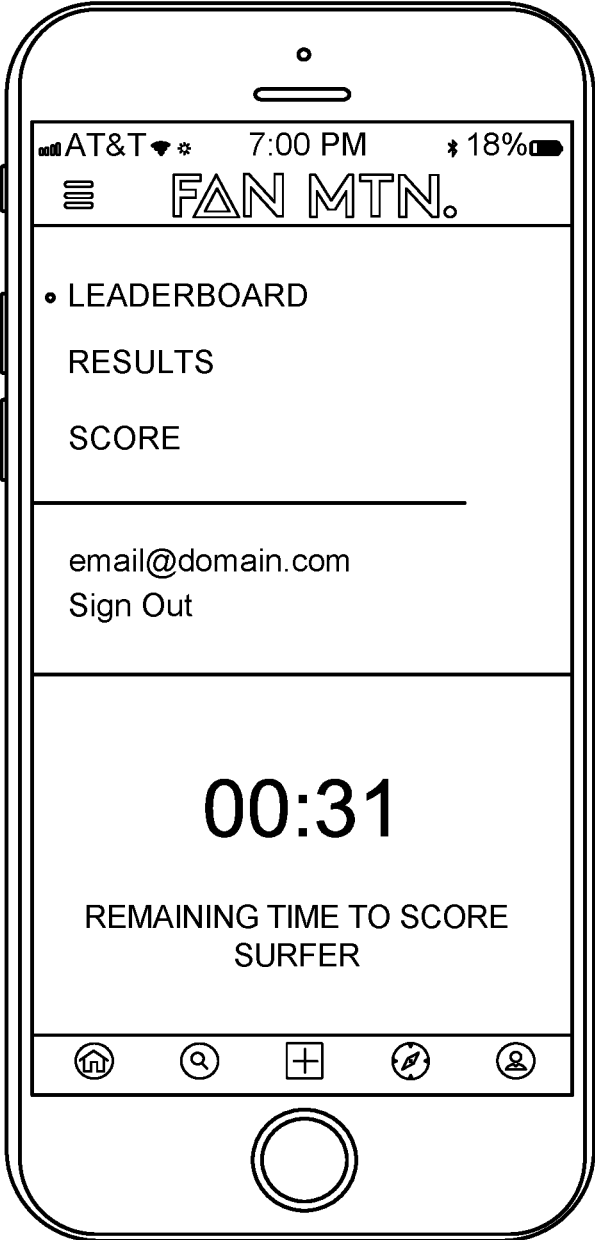 AT&T 7:00 PM 18%
FAN MTN.
LEADERBOARD
RESULTS
SCORE
email@domain.com
Sign Out
00:31
REMAINING TIME TO SCORE
SURFER